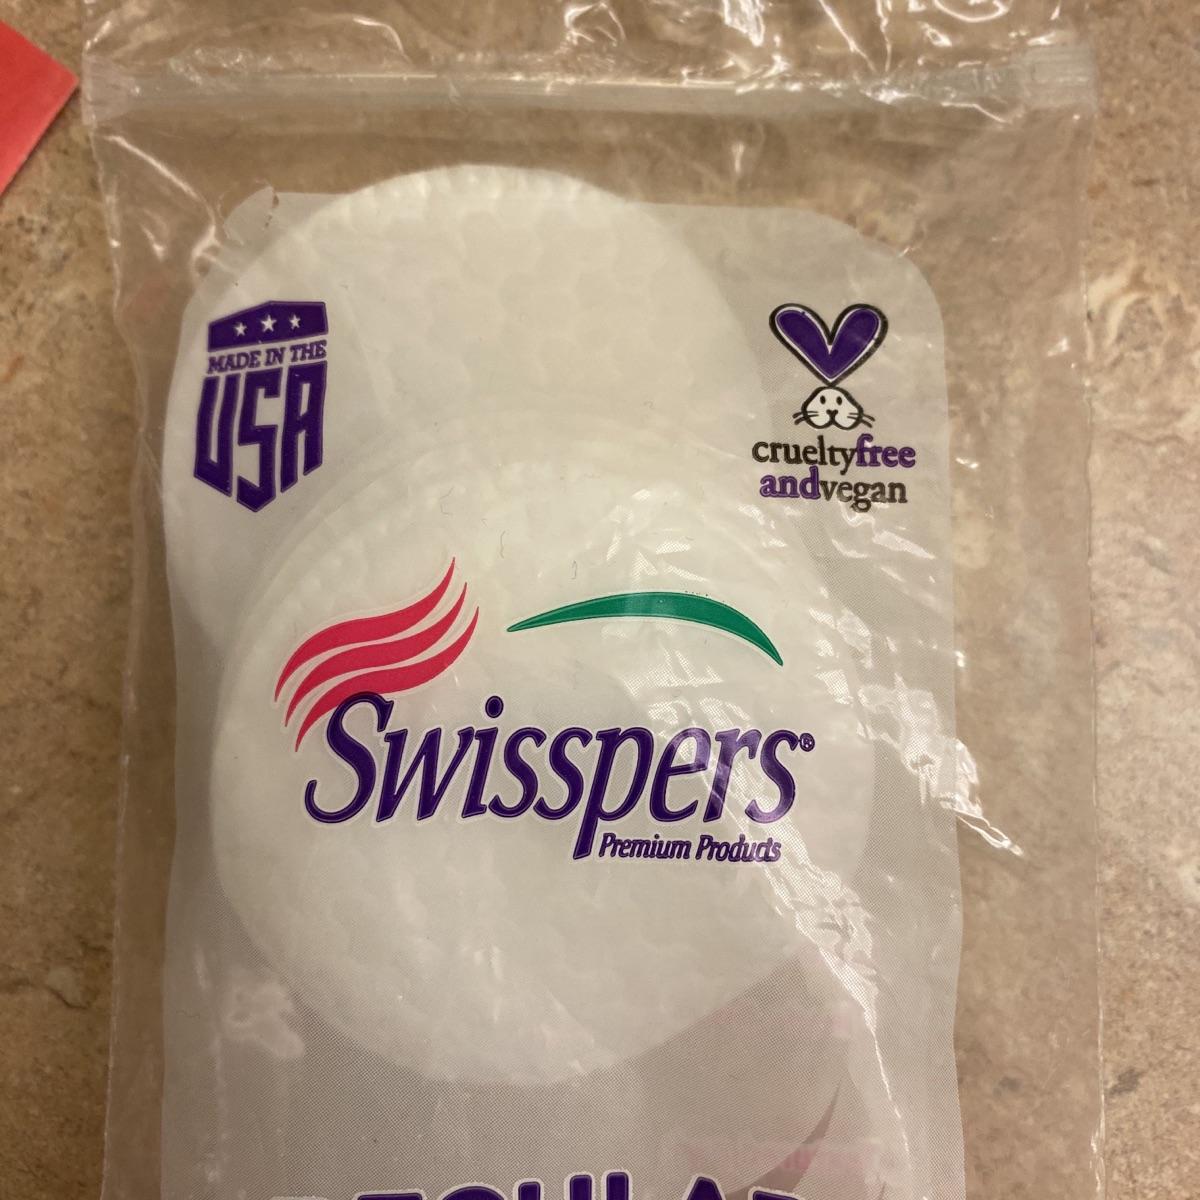 MADE IN THE
USA
crueltyfree
andvegan
Swisspers®
Premium Products